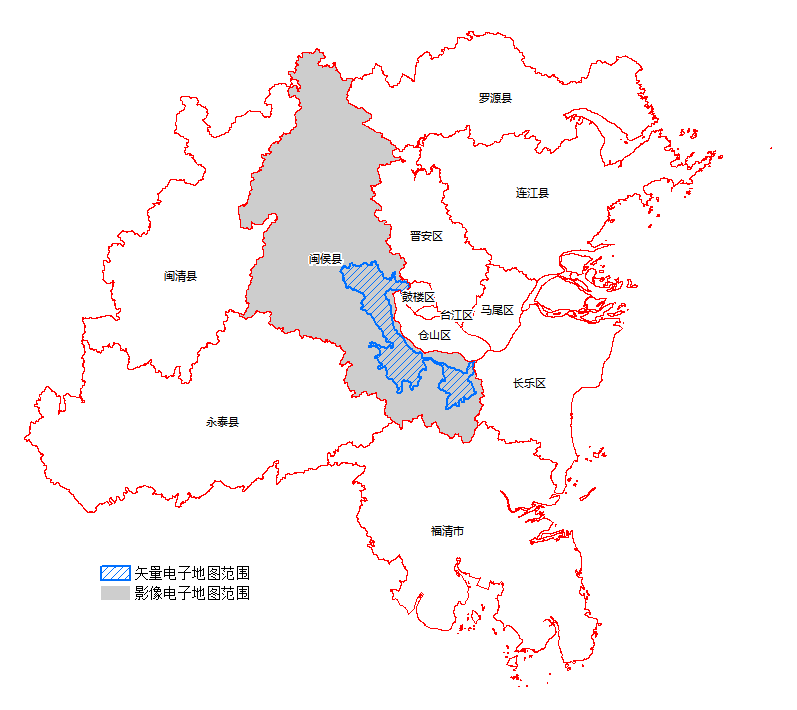 罗源县
连江县
晋安区
闽侯县
闽清县
鼓楼区
马尾区
台江区
仓山区
长乐区
永泰县
福清市
矢量电子地图范围
影像电子地图范围